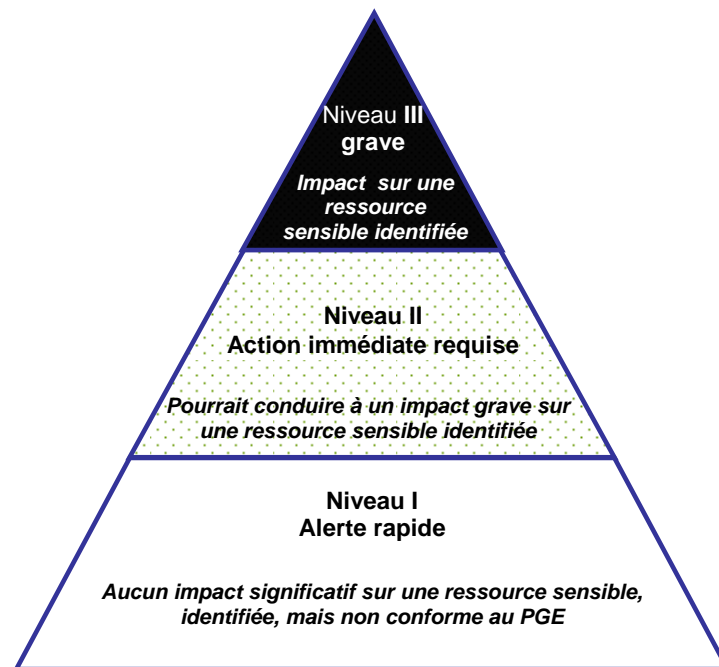 Niveau III
grave
Impact sur une
ressource
sensible identifiée
Niveau II
Action immédiate requise
Pourrait conduire à un impact grave sur
une ressource sensible identifiée
Niveau I
Alerte rapide
Aucun impact significatif sur une ressource sensible,
identifiée, mais non conforme au PGE